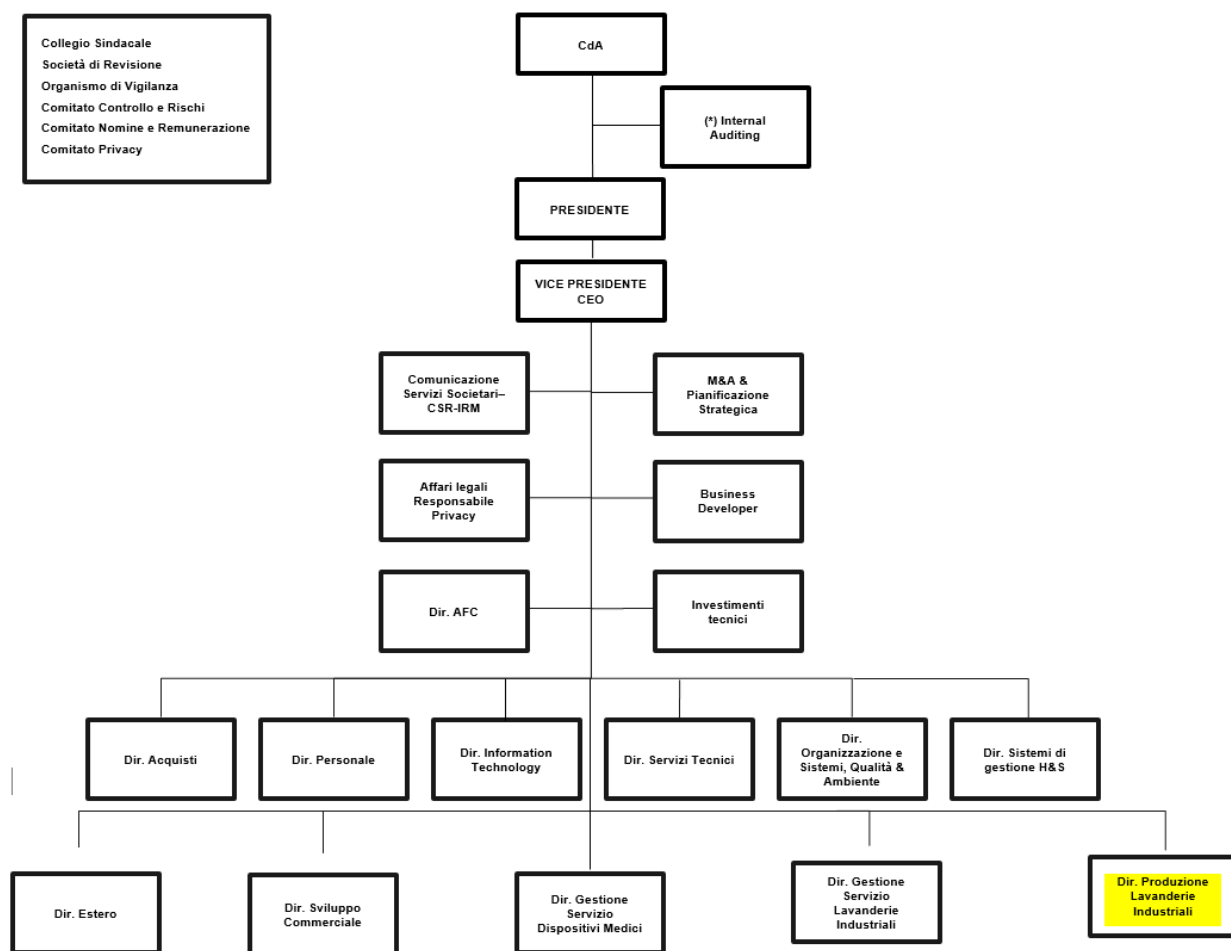 Collegio Sindacale
Società di Revisione
Organismo di Vigilanza
Comitato Controllo e Rischi
Comitato Nomine e Remunerazione
Comitato Privacy
CdA
(*) Internal
Auditing
PRESIDENTE
VICE PRESIDENTE
CEO
Comunicazione
Servizi Societari–
CSR-IRM
M&A &
Pianificazione
Strategica
Affari legali
Responsabile
Privacy
Business
Developer
Dir. AFC
Investimenti
tecnici
Dir. Acquisti
Dir. Personale
Dir. Information
Technology
Dir. Servizi Tecnici
Dir.
Organizzazione e
Sistemi, Qualità &
Ambiente
Dir. Sistemi di
gestione H&S
Dir. Estero
Dir. Sviluppo
Commerciale
Dir. Gestione
Servizio
Dispositivi Medici
Dir. Gestione
Servizio
Lavanderie
Industriali
Dir. Produzione
Lavanderie
Industriali